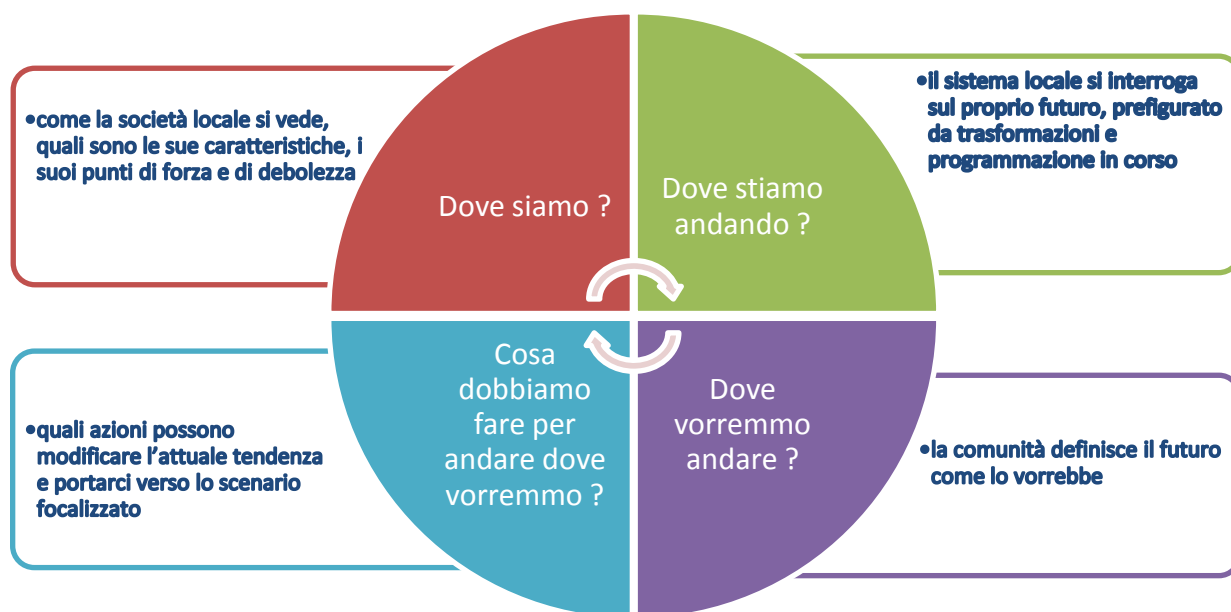 •come la società locale si vede,
quali sono le sue caratteristiche, i
suoi punti di forza e di debolezza
Dove siamo ?
Dove stiamo
andando ?
•il sistema locale si interroga
sul proprio futuro, prefigurato
da trasformazioni e
programmazione in corso
•quali azioni possono
modificare l'attuale tendenza
e portarci verso lo scenario
focalizzato
Cosa
dobbiamo
fare per
andare dove
vorremmo ?
Dove
vorremmo
andare ?
•la comunità definisce il futuro
come lo vorrebbe